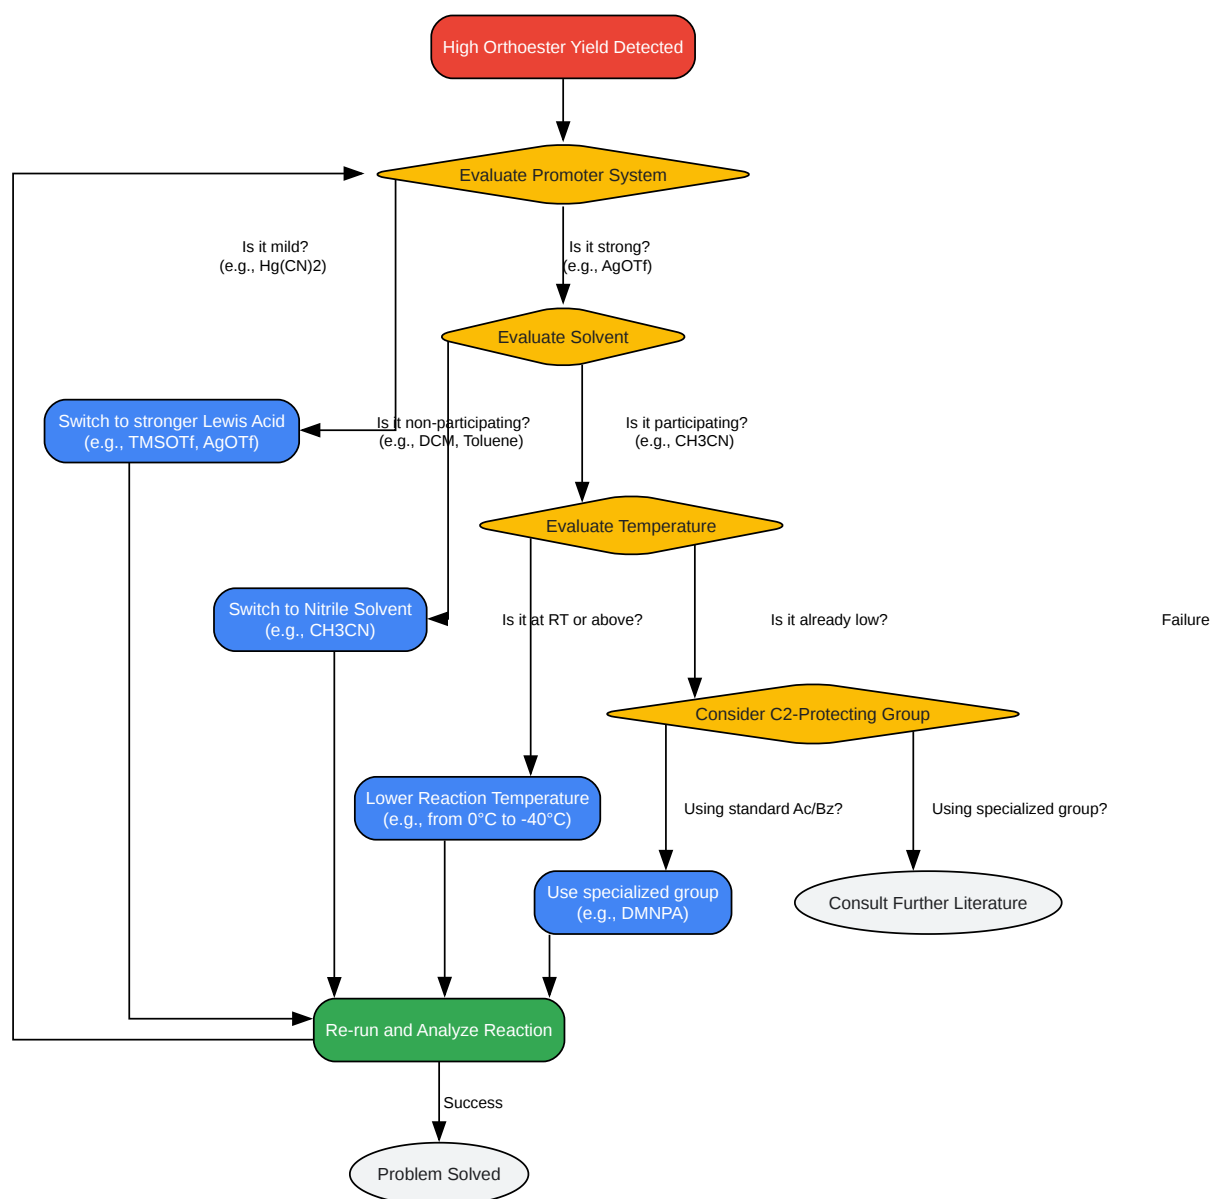 High Orthoester Yield Detected
Evaluate Promoter System
Is it mild?
(e.g., Hg(CN)2)
Is it strong?
(e.g., AgOTf)
Evaluate Solvent
Switch to stronger Lewis Acid
(e.g., TMSOTf, AgOTf)
Is it non-participating?
(e.g., DCM, Toluene)
Is it participating?
(e.g., CH3CN)
Evaluate Temperature
Switch to Nitrile Solvent
(e.g., CH3CN)
Is it at RT or above?
Is it already low?
Failure
Consider C2-Protecting Group
Lower Reaction Temperature
(e.g., from 0°C to -40°C)
Using standard Ac/Bz?
Using specialized group?
Use specialized group
(e.g., DMNPA)
Consult Further Literature
Re-run and Analyze Reaction
Success
Problem Solved